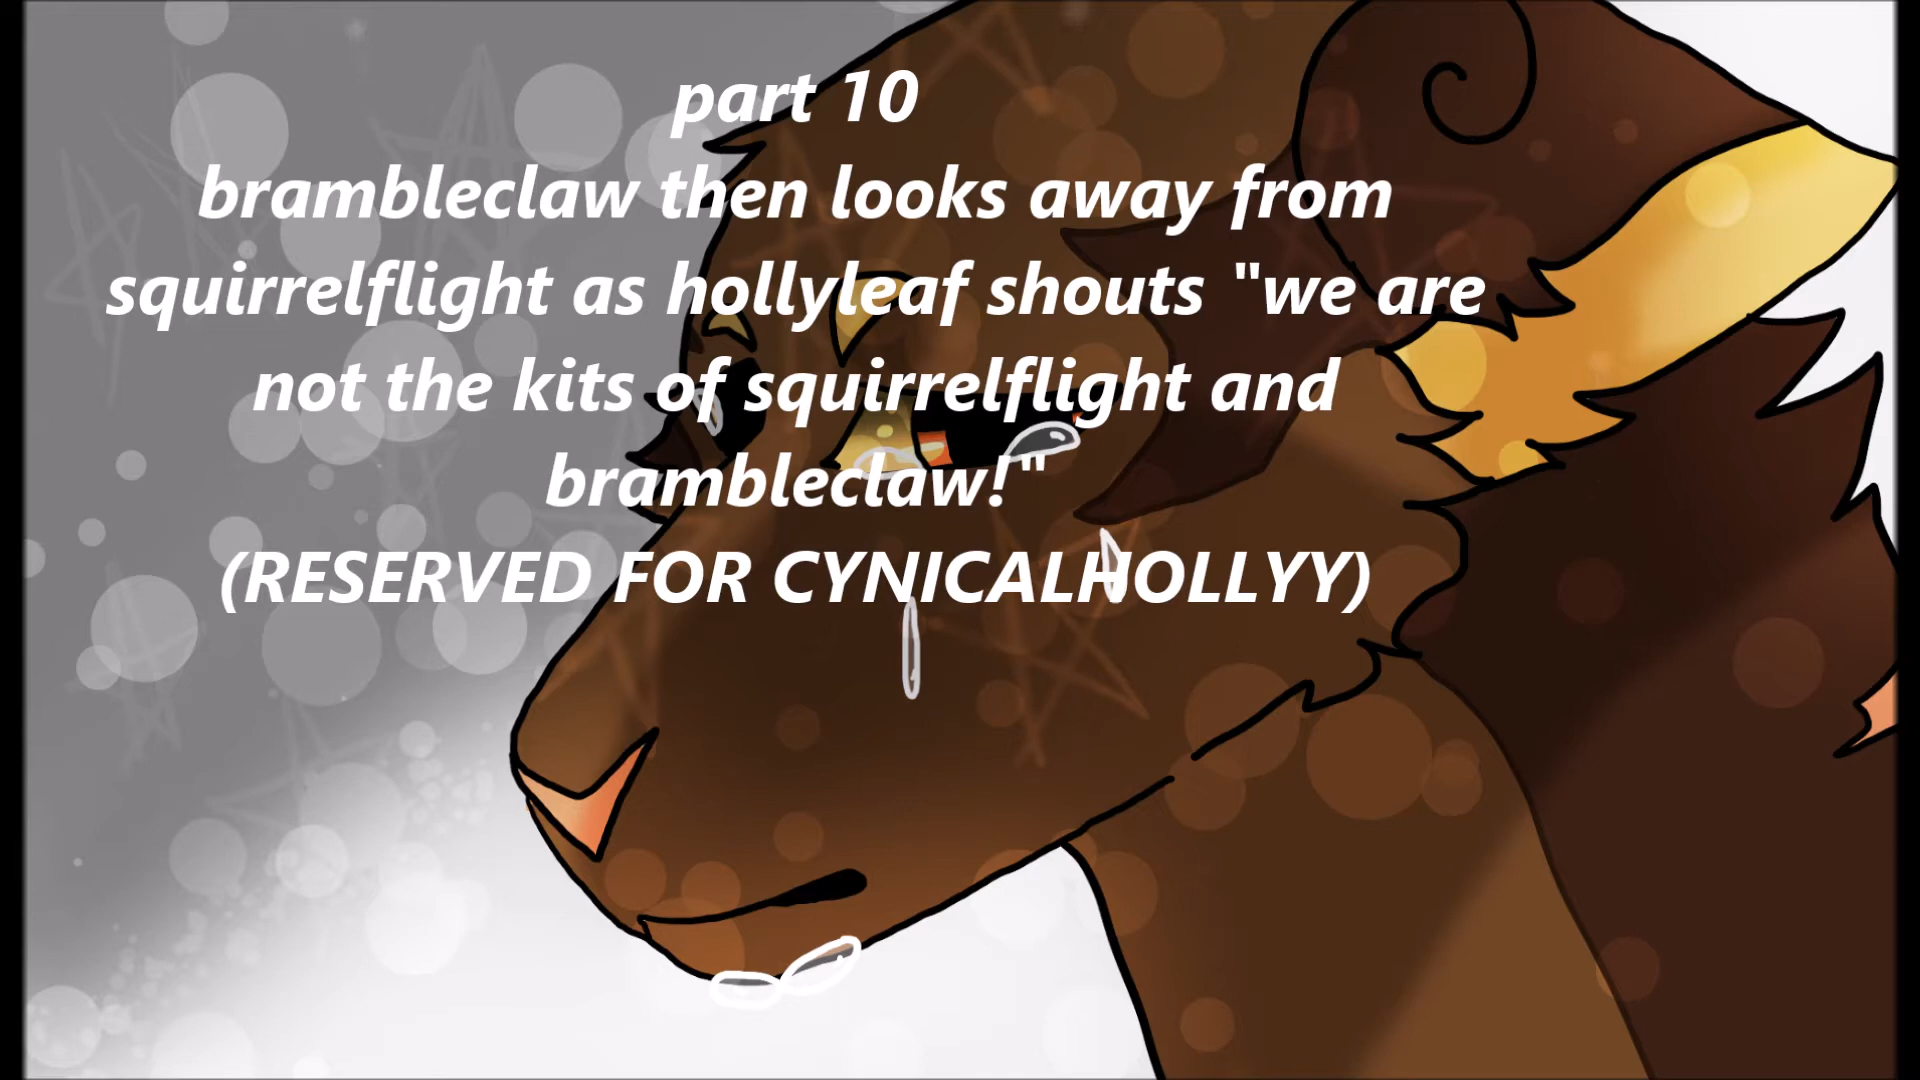 part 10
brambleclaw then looks away from
squirrelflight as hollyleaf shouts "we are
not the kits of squirrelflight and
brambleclaw!"
(RESERVED FOR CYNICALHOLLYY)